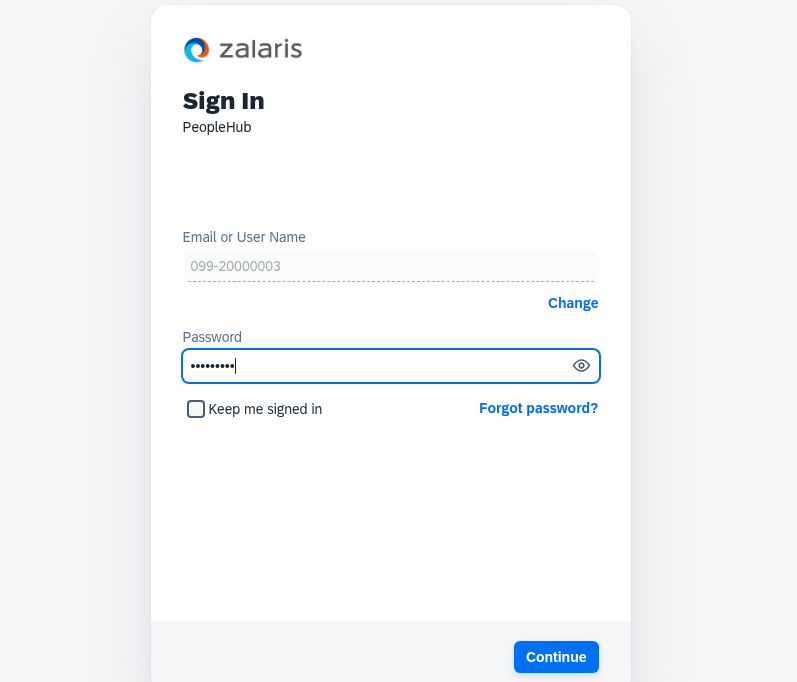 zalaris
Sign In
PeopleHub
Email or User Name
099-20000003
Change
Password
•••••••••
Keep me signed in
Forgot password?
Continue